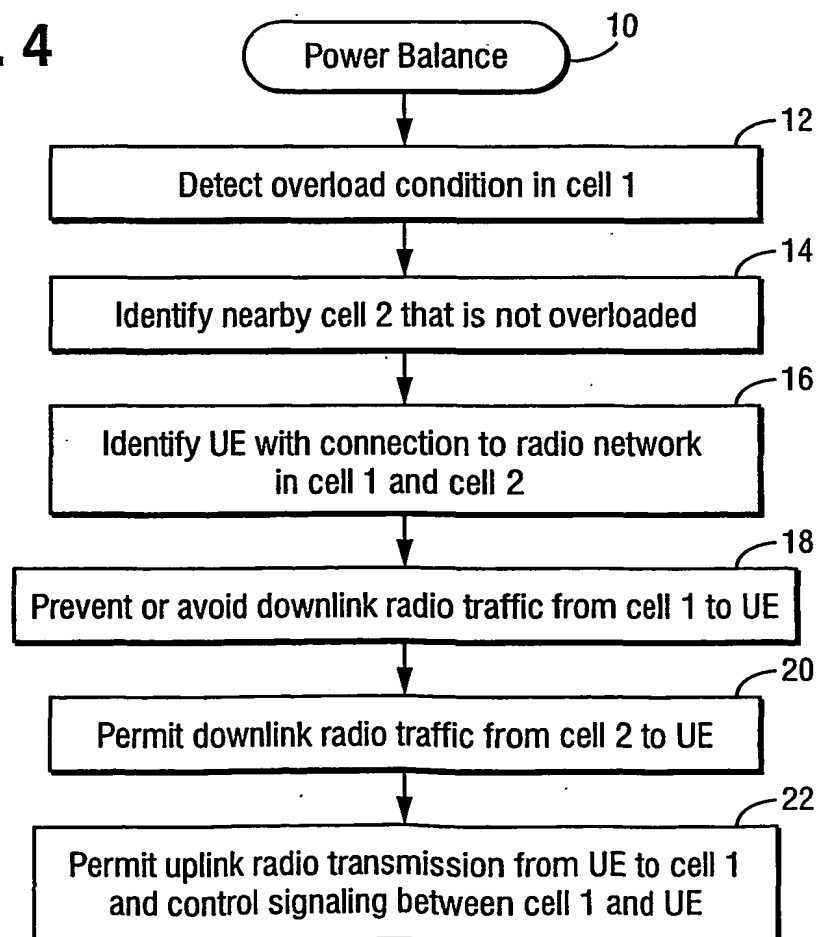 . 4
Power Balance
10
12
Detect overload condition in cell 1
14
Identify nearby cell 2 that is not overloaded
16
Identify UE with connection to radio network
in cell 1 and cell 2
18
Prevent or avoid downlink radio traffic from cell 1 to UE
20
Permit downlink radio traffic from cell 2 to UE
22
Permit uplink radio transmission from UE to cell 1
and control signaling between cell 1 and UE